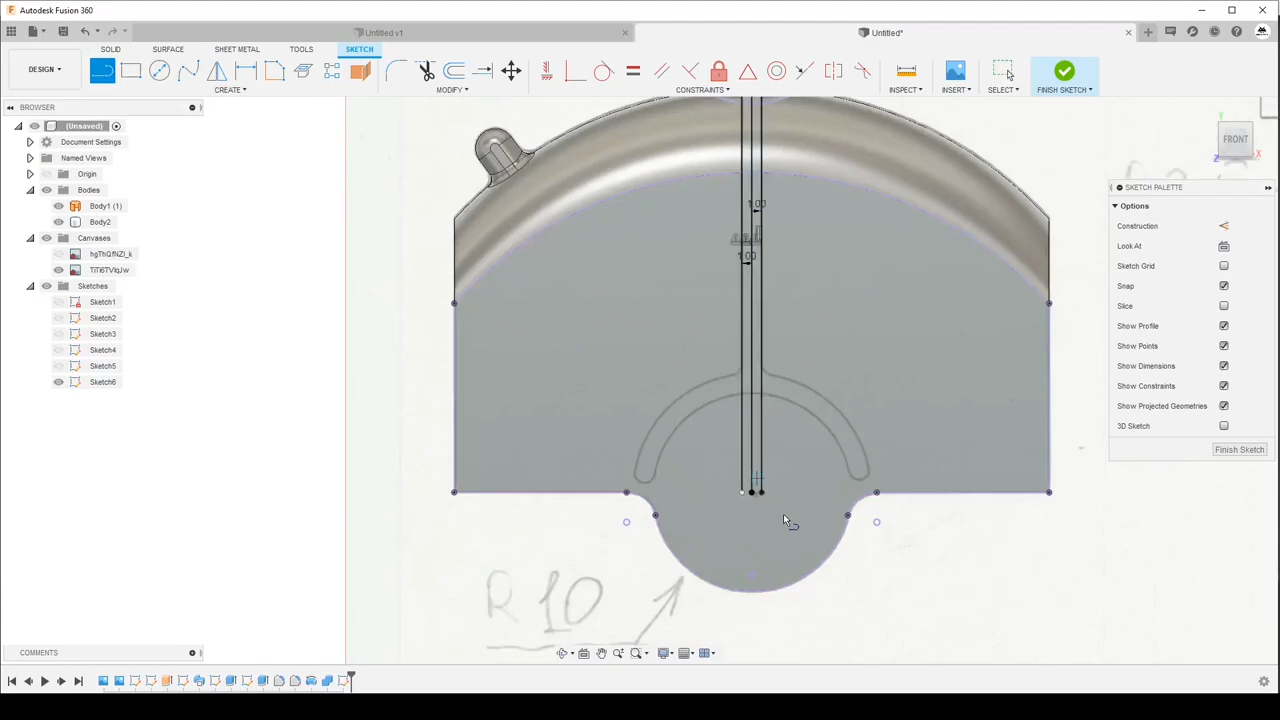 Autodesk Fusion 360
Untitled v1
Untitled*
DESIGN
SOLID
SURFACE
SHEET METAL
TOOLS
SKETCH
CREATE
MODIFY
CONSTRAINTS
INSPECT
INSERT
SELECT
FINISH SKETCH
BROWSER
(Unsaved)
Document Settings
Named Views
Origin
Bodies
Body1 (1)
Body2
Canvases
hgThQfNZl_k
TiTi6TVlqJw
Sketches
Sketch1
Sketch2
Sketch3
Sketch4
Sketch5
Sketch6
1.00
1.00
R10
FRONT
Y
X
Z
SKETCH PALETTE
Options
Construction
Look At
Sketch Grid
Snap
Slice
Show Profile
Show Points
Show Dimensions
Show Constraints
Show Projected Geometries
3D Sketch
Finish Sketch
COMMENTS